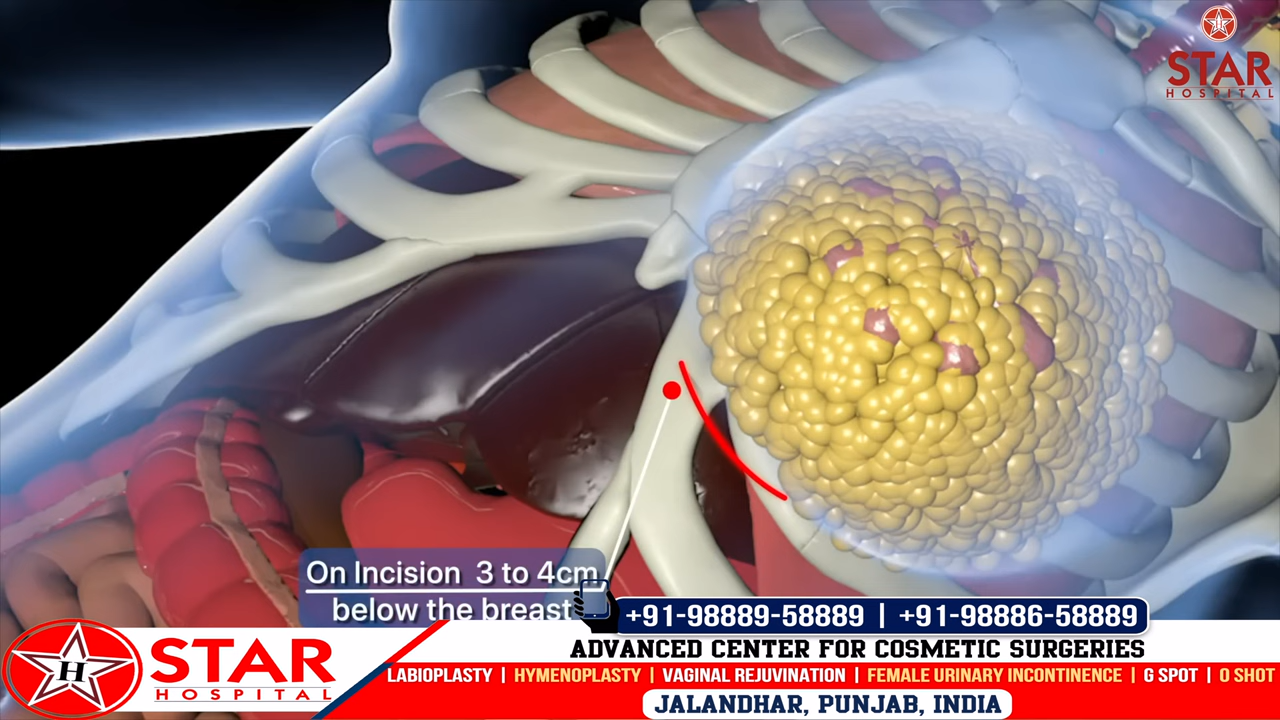 STAR
HOSPITAL
On Incision 3 to 4cm
below the breast
+91-98889-58889 | +91-98886-58889
H
STAR
HOSPITAL
ADVANCED CENTER FOR COSMETIC SURGERIES
LABIOPLASTY | HYMENOPLASTY | VAGINAL REJUVINATION | FEMALE URINARY INCONTINENCE | G SPOT | O SHOT
JALANDHAR, PUNJAB, INDIA